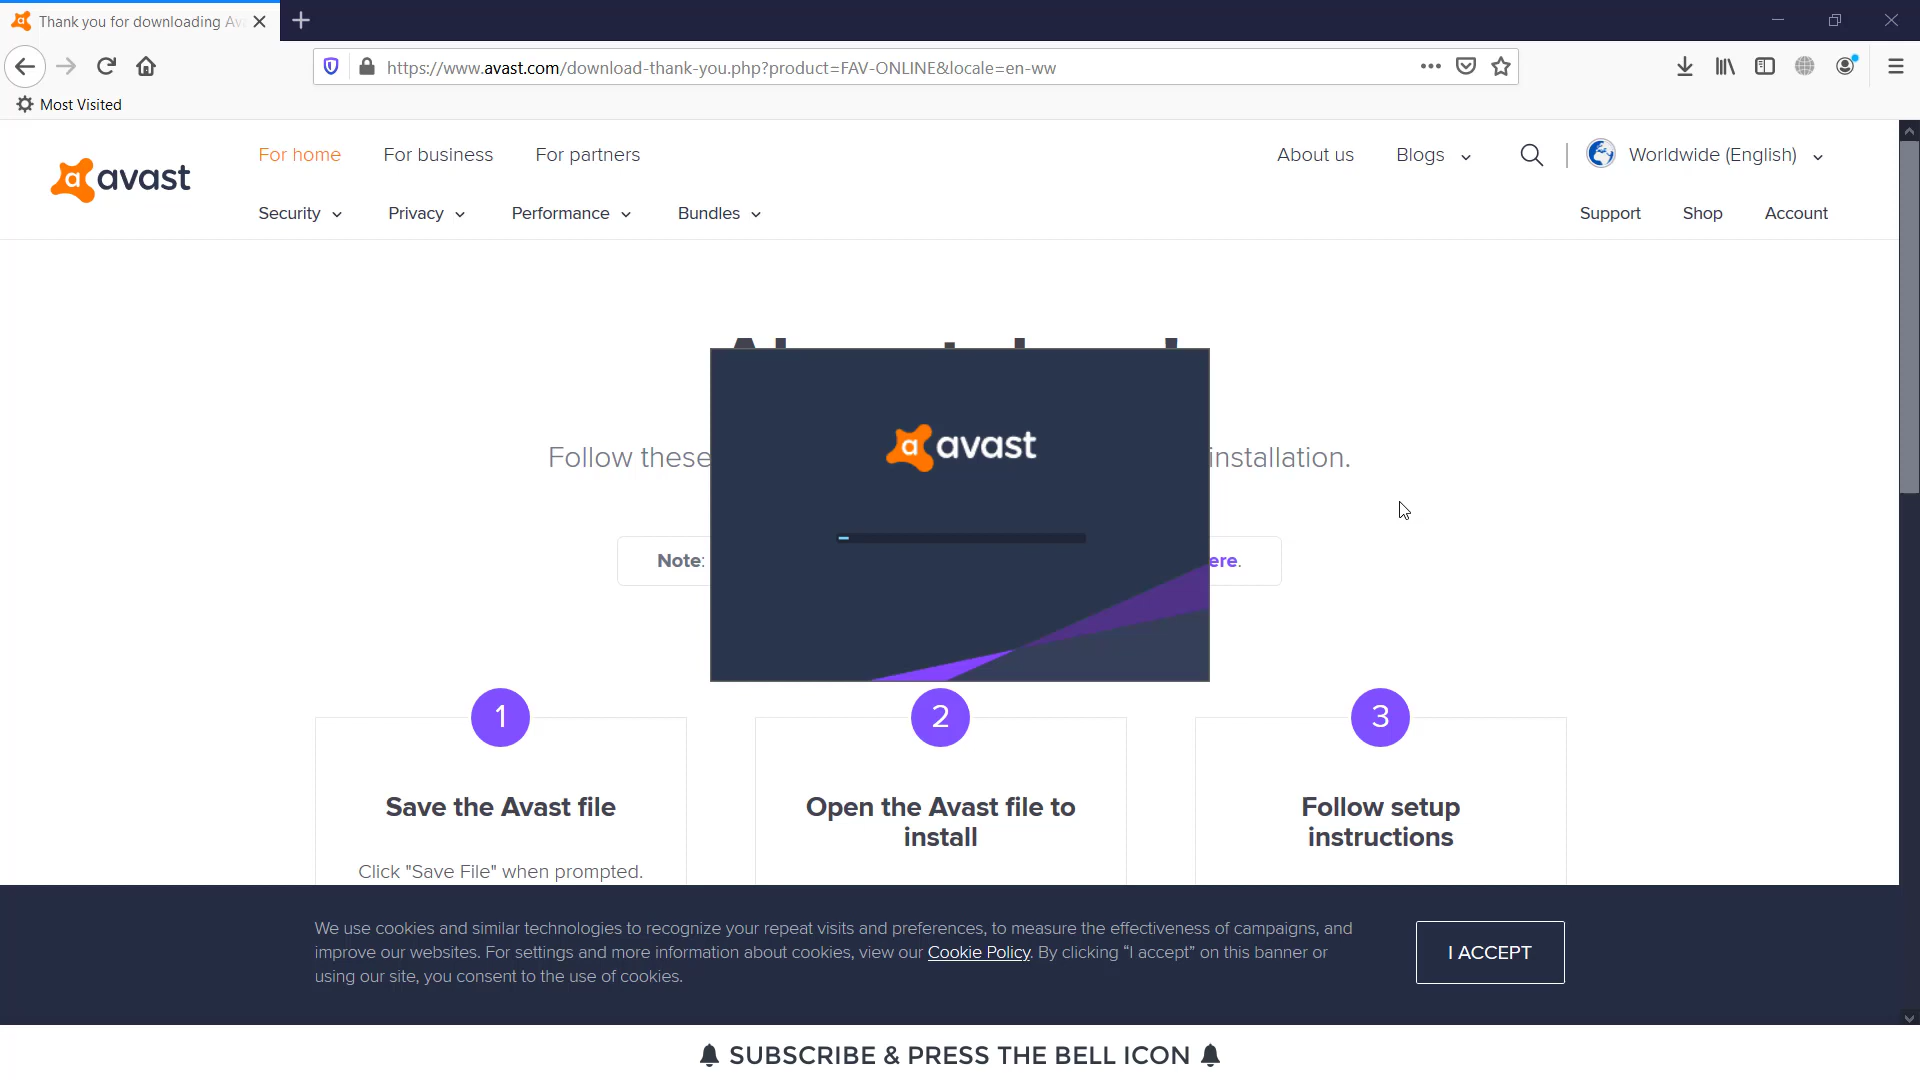 Thank you for downloading Av
Most Visited
https://www.avast.com/download-thank-you.php?product=FAV-ONLINE&locale=en-ww
avast
For home
For business
For partners
About us
Blogs
Worldwide (English)
Security
Privacy
Performance
Bundles
Support
Shop
Account
Follow these
installation.
avast
Note:
ere.
1
2
3
Save the Avast file
Open the Avast file to
install
Follow setup
instructions
Click "Save File" when prompted.
We use cookies and similar technologies to recognize your repeat visits and preferences, to measure the effectiveness of campaigns, and
improve our websites. For settings and more information about cookies, view our Cookie Policy. By clicking “I accept” on this banner or
using our site, you consent to the use of cookies.
I ACCEPT
SUBSCRIBE & PRESS THE BELL ICON